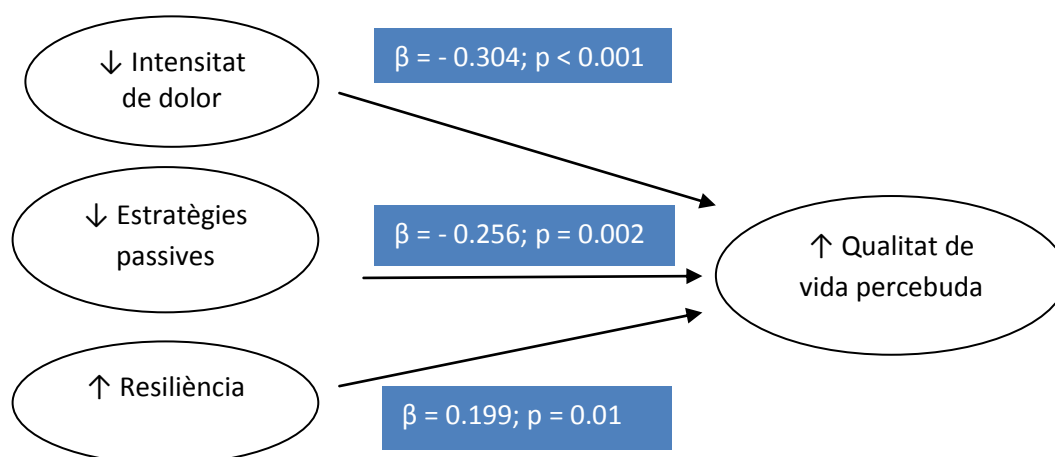 ↓ Intensitat
de dolor
β = - 0.304; p < 0.001
↓ Estratègies
passives
β = - 0.256; p = 0.002
↑ Qualitat de
vida percebuda
↑ Resiliència
β = 0.199; p = 0.01